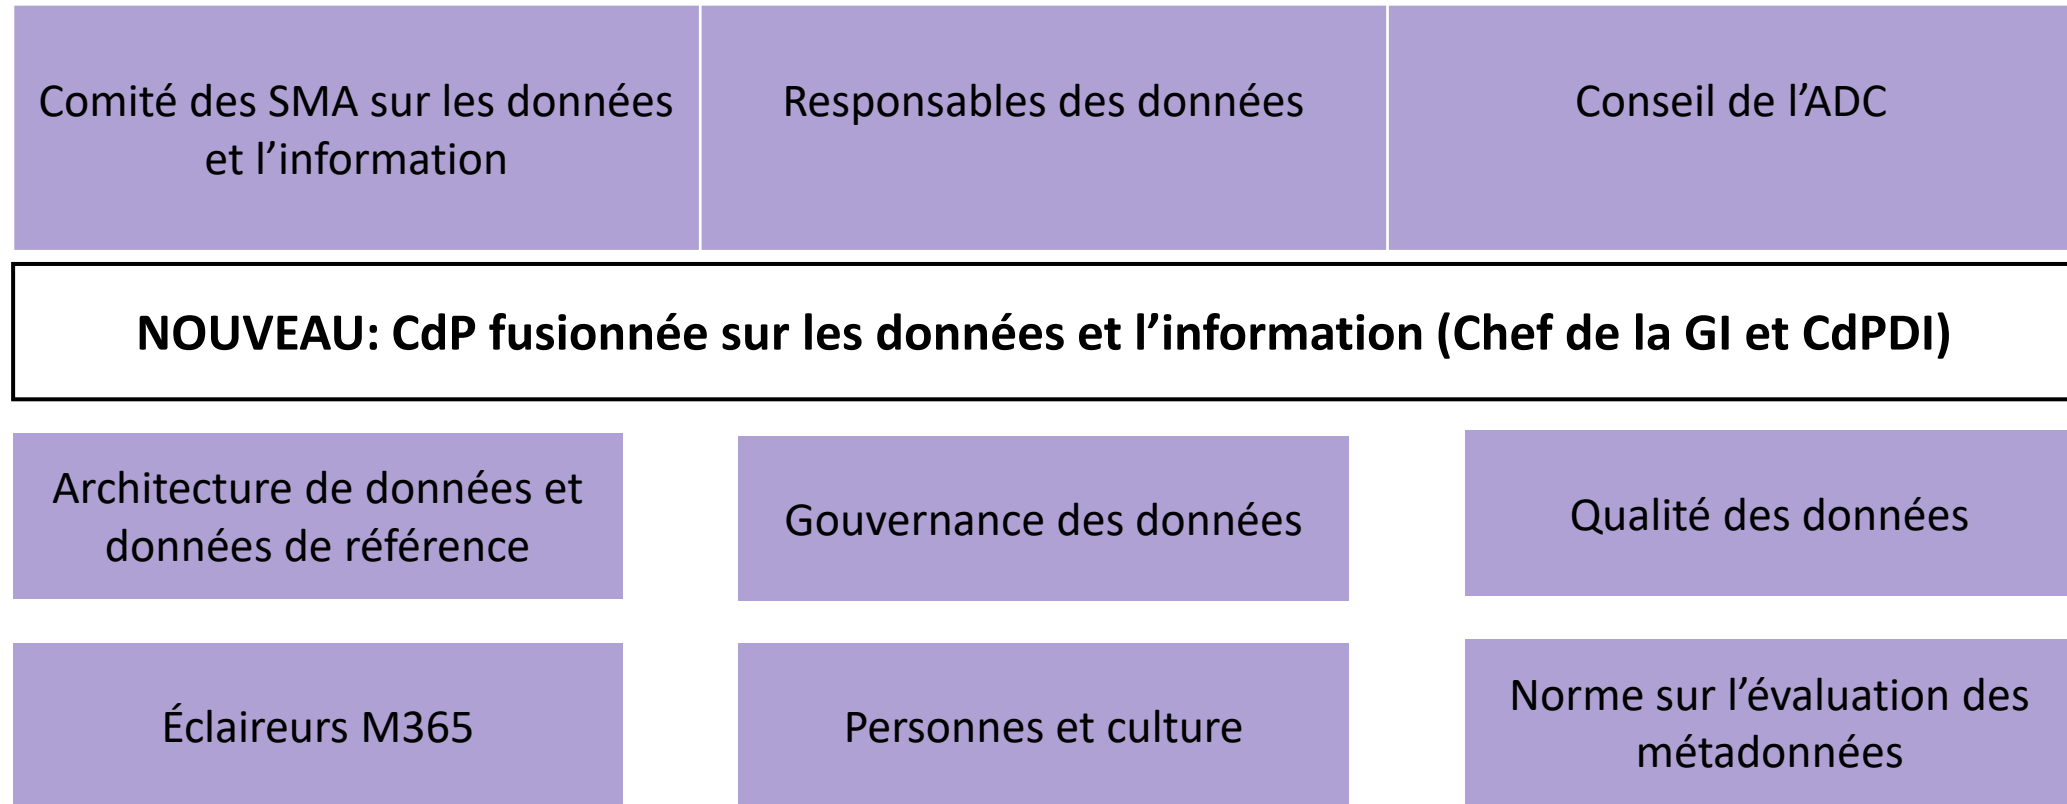 Comité des SMA sur les données
et l’information
Responsables des données
Conseil de l’ADC
NOUVEAU: CdP fusionnée sur les données et l’information (Chef de la GI et CdPDI)
Architecture de données et
données de référence
Gouvernance des données
Qualité des données
Éclaireurs M365
Personnes et culture
Norme sur l’évaluation des
métadonnées